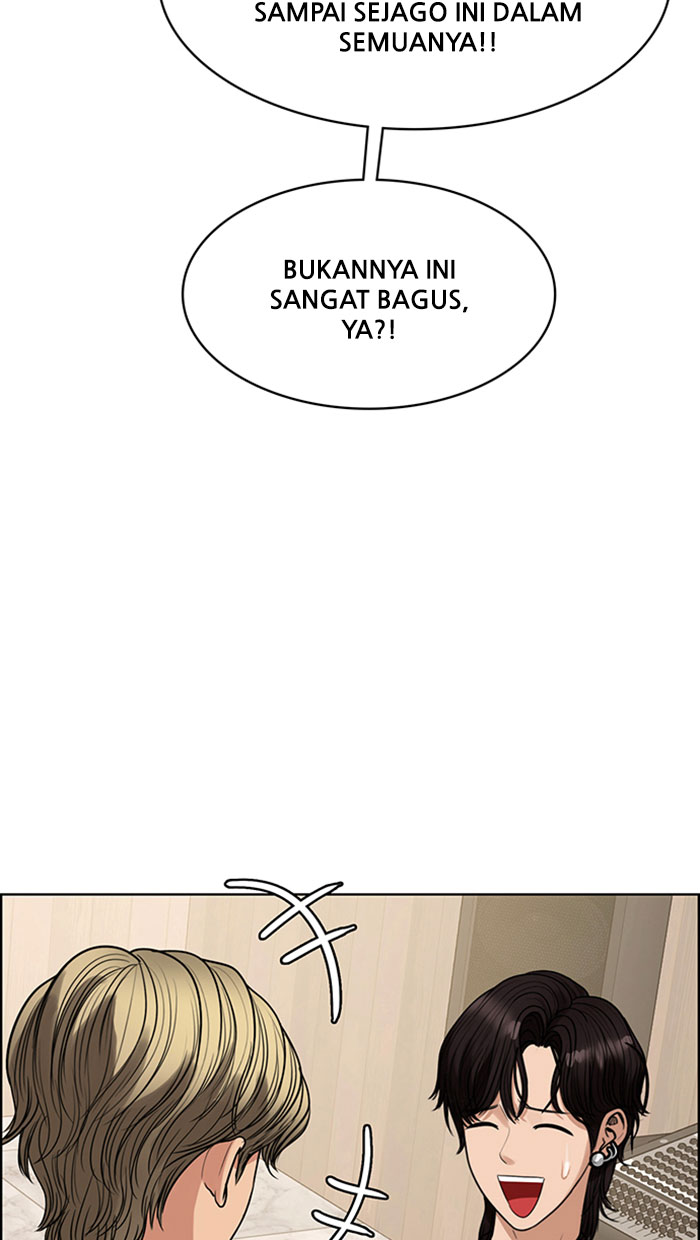 SAMPAI SEJAGO INI DALAM
SEMUANYA!!
BUKANNYA INI
SANGAT BAGUS,
YA?!